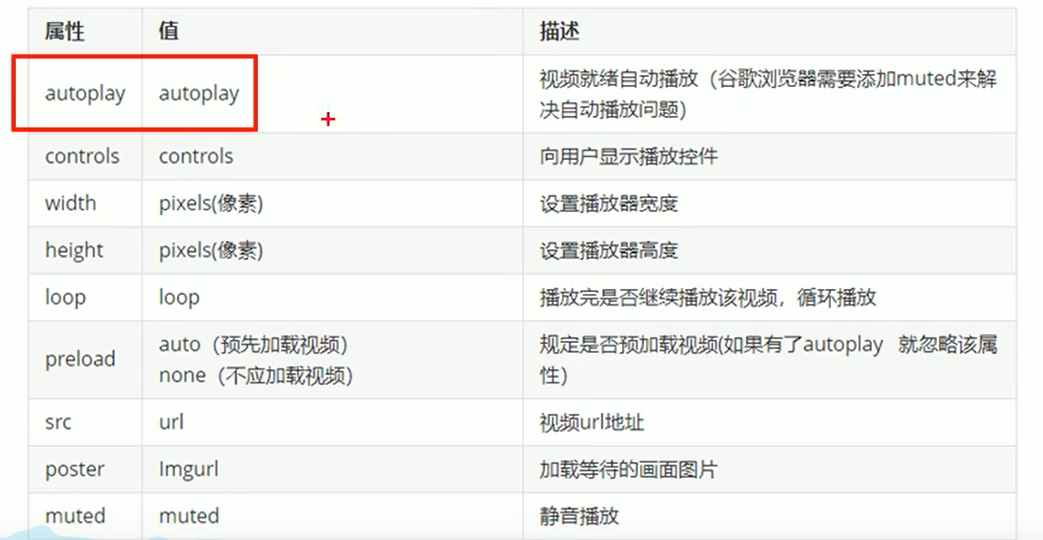 属性 值 描述
autoplay autoplay 视频就绪自动播放（谷歌浏览器需要添加muted来解
决自动播放问题）
controls controls 向用户显示播放控件
width pixels(像素) 设置播放器宽度
height pixels(像素) 设置播放器高度
loop loop 播放完是否继续播放该视频，循环播放
preload auto（预先加载视频） 规定是否预加载视频(如果有了autoplay 就忽略该属
none（不应加载视频） 性）
src url 视频url地址
poster Imgurl 加载等待的画面图片
muted muted 静音播放